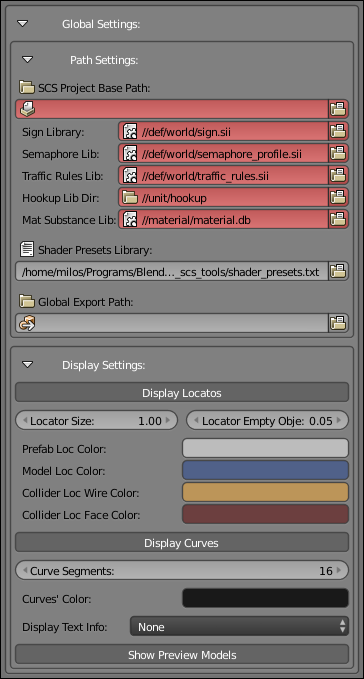 Global Settings:
Path Settings:
SCS Project Base Path:
Sign Library: //def/world/sign.sii
Semaphore Lib: //def/world/semaphore_profile.sii
Traffic Rules Lib: //def/world/traffic_rules.sii
Hookup Lib Dir: //unit/hookup
Mat Substance Lib: //material/material.db
Shader Presets Library:
/home/milos/Programs/Blend..._scs_tools/shader_presets.txt
Global Export Path:
Display Settings:
Display Locatos
Locator Size: 1.00 Locator Empty Obje: 0.05
Prefab Loc Color:
Model Loc Color:
Collider Loc Wire Color:
Collider Loc Face Color:
Display Curves
Curve Segments: 16
Curves' Color:
Display Text Info: None
Show Preview Models